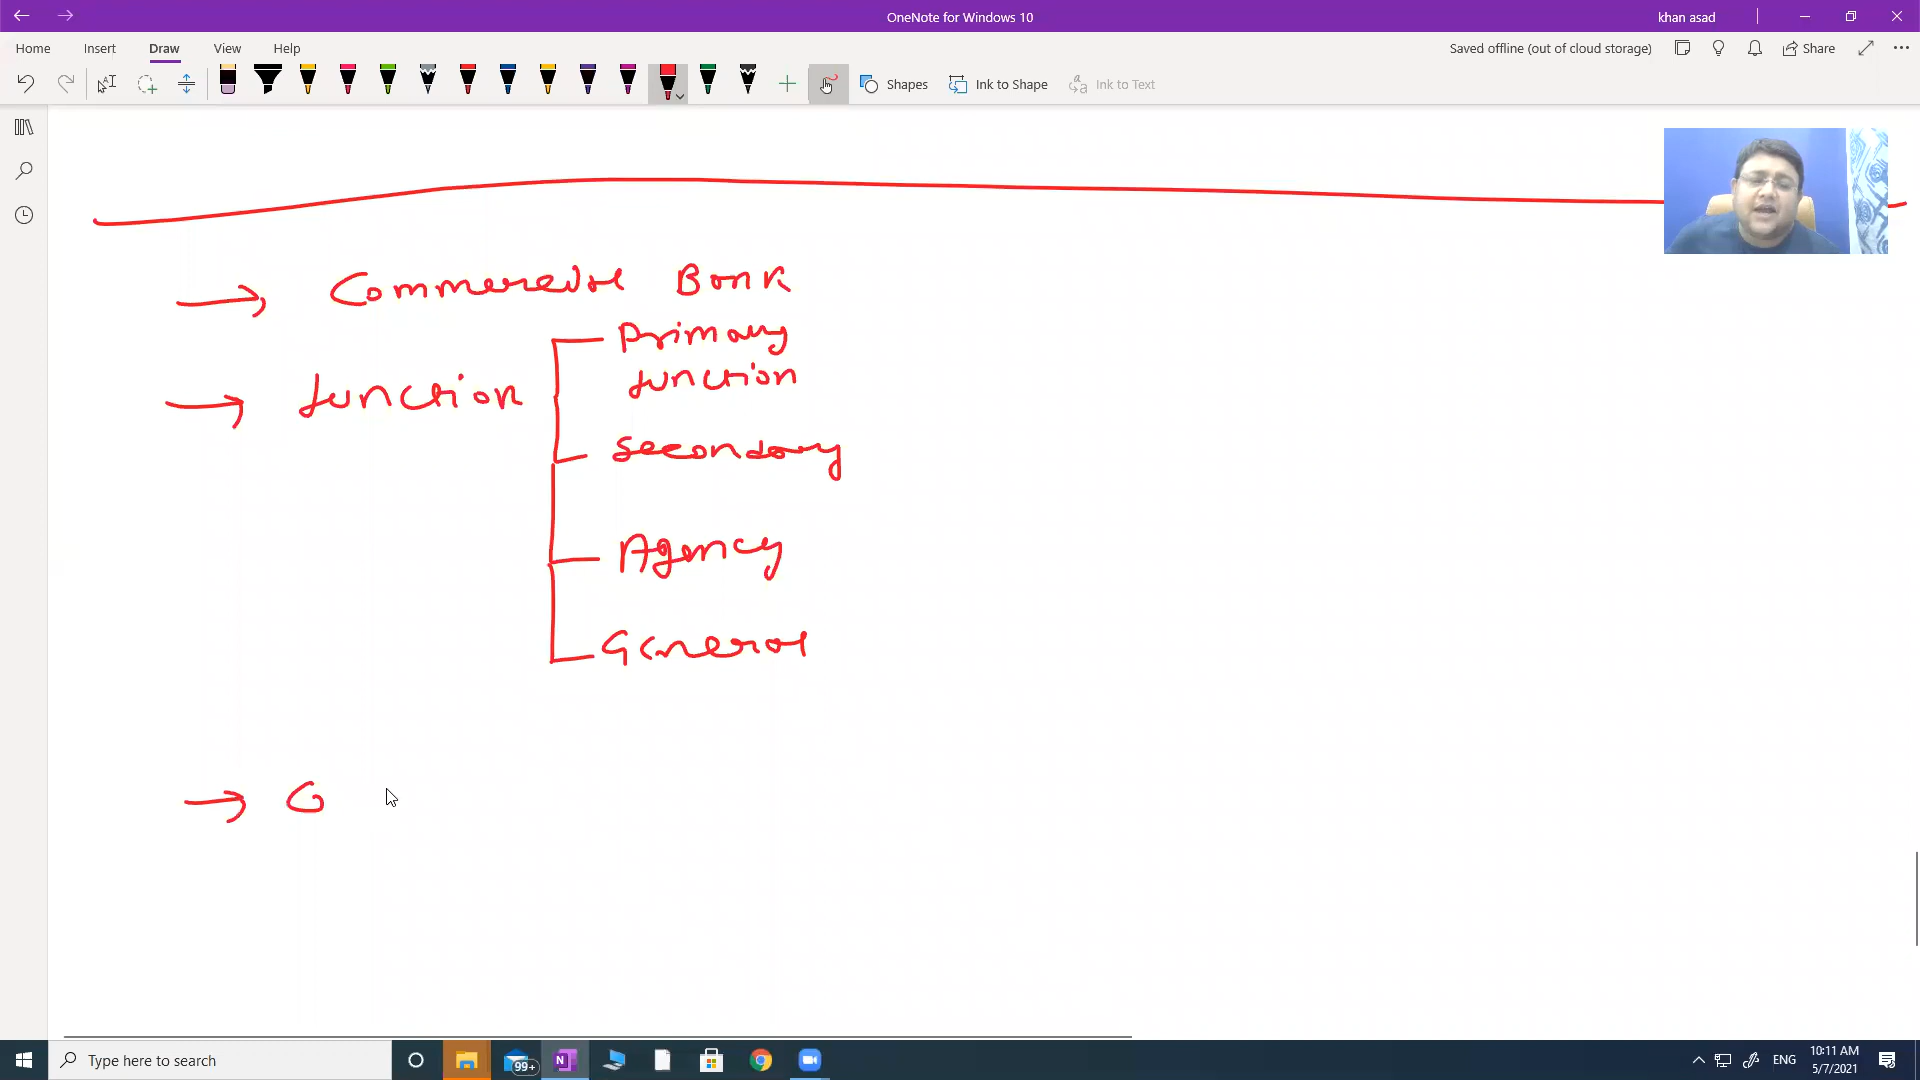 OneNote for Windows 10
khan asad
Home Insert Draw View Help
Saved offline (out of cloud storage) Share
Shapes Ink to Shape Ink to Text
→ Commercial Bank
→ function
Primary
function
Secondary
Agency
General
→ G
Type here to search
99+
ENG
10:11 AM
5/7/2021